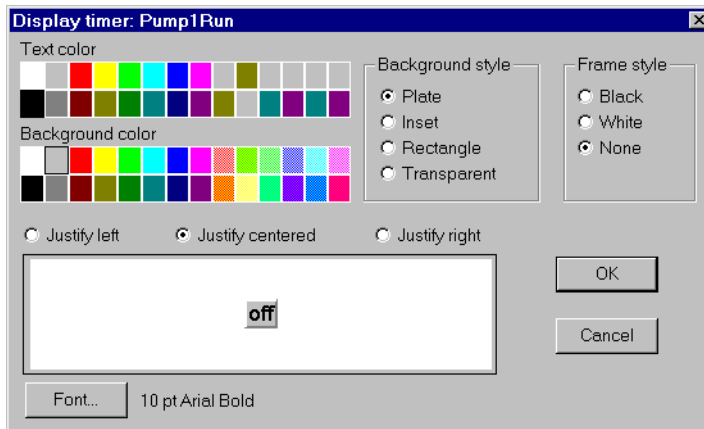 Display timer: Pump1Run
Text color
Background color
Background style
Plate
Inset
Rectangle
Transparent
Frame style
Black
White
None
Justify left Justify centered Justify right
off
OK
Cancel
Font... 10 pt Arial Bold